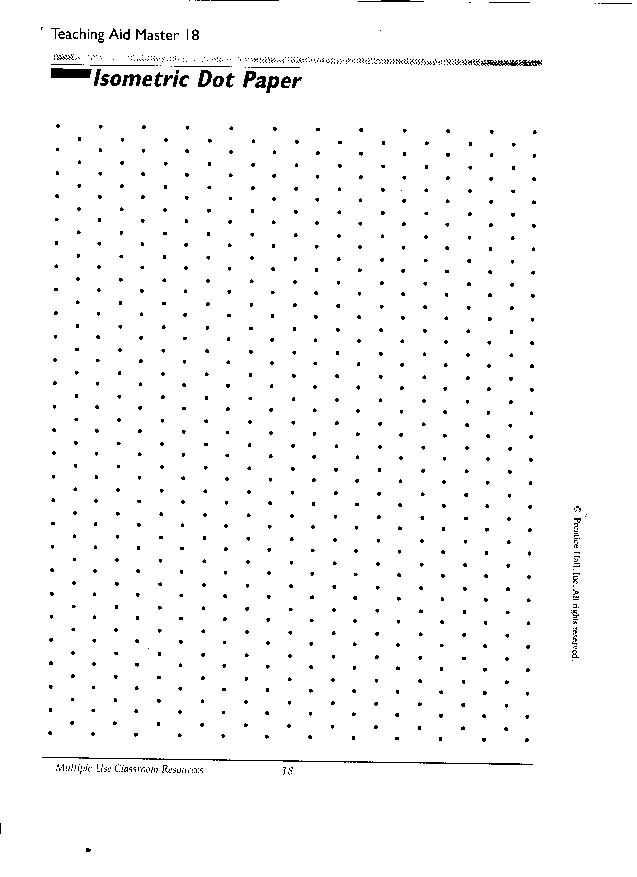 Teaching Aid Master 18
Isometric Dot Paper
© Prentice Hall, Inc. All rights reserved.
Multiple Use Classroom Resources
18